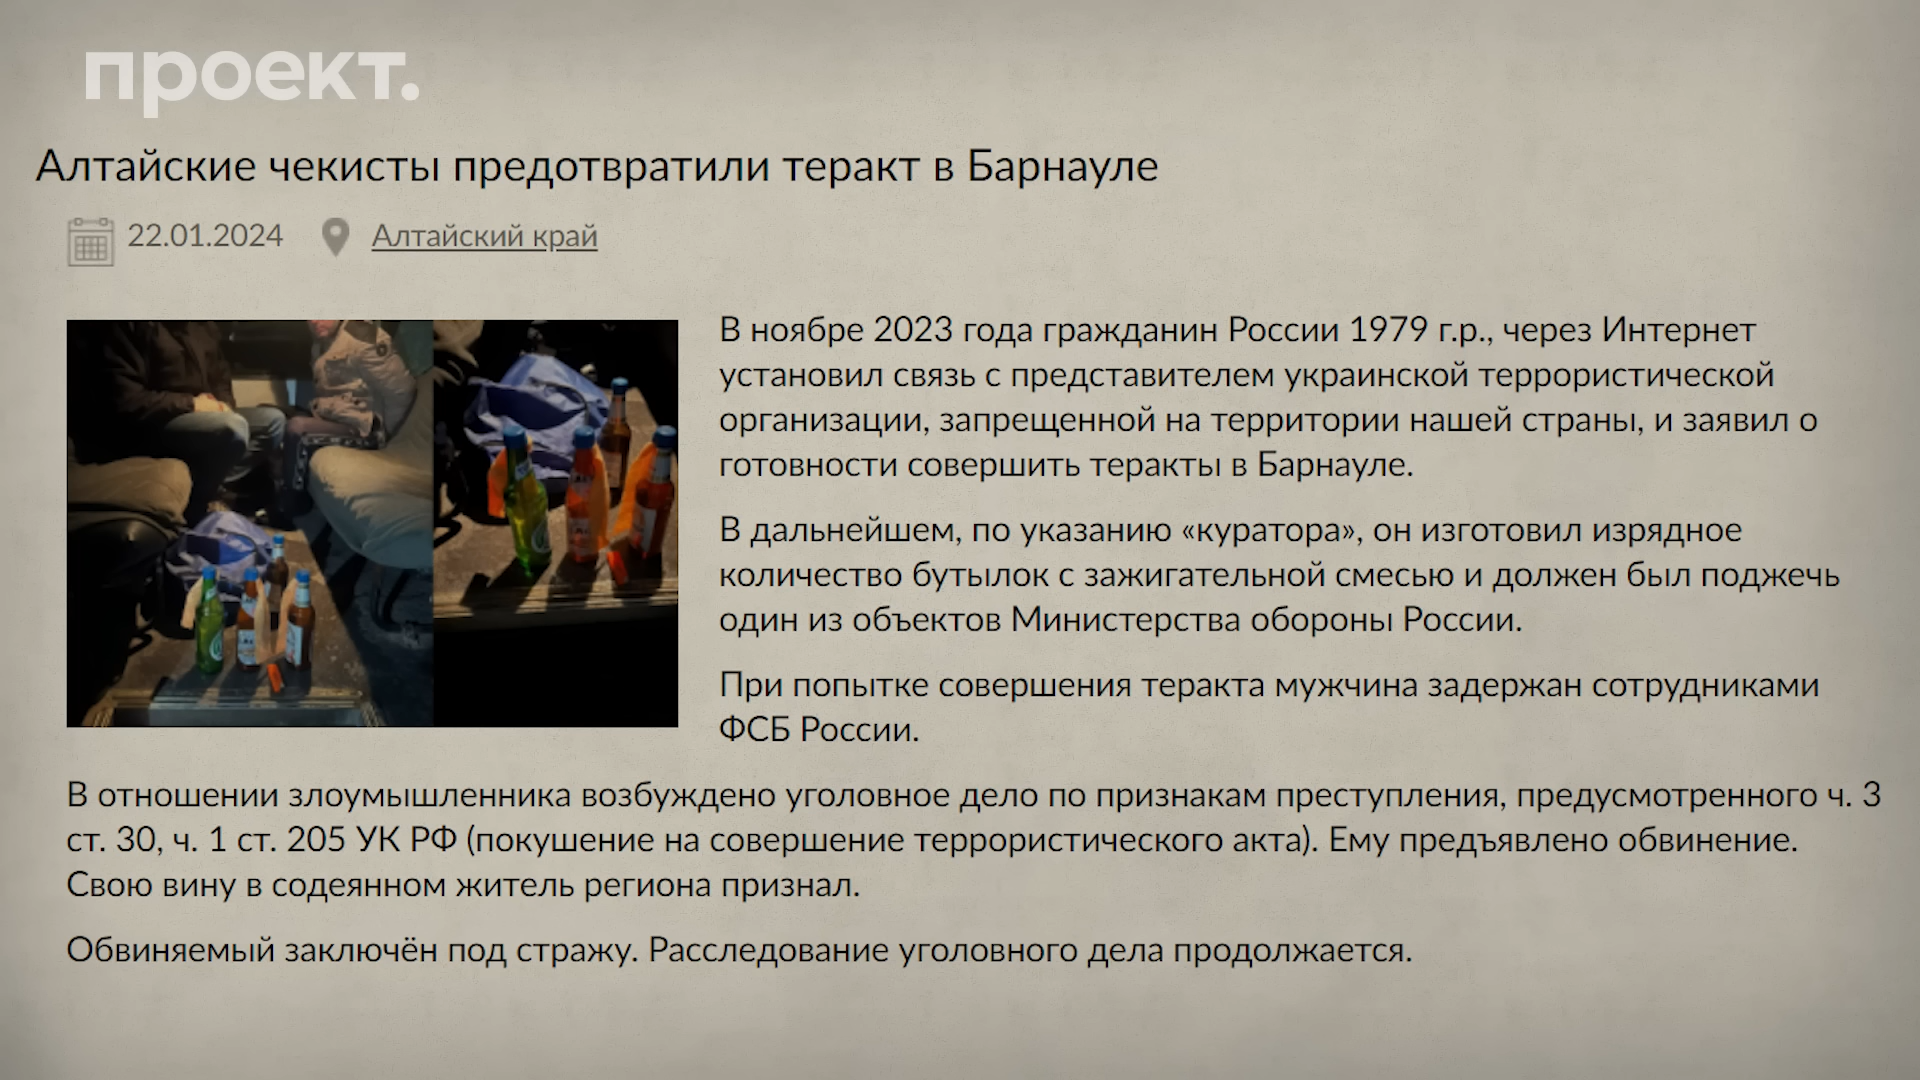 проект.
Алтайские чекисты предотвратили теракт в Барнауле
22.01.2024 Алтайский край
В ноябре 2023 года гражданин России 1979 г.р., через Интернет
установил связь с представителем украинской террористической
организации, запрещенной на территории нашей страны, и заявил о
готовности совершить теракты в Барнауле.
В дальнейшем, по указанию «куратора», он изготовил изрядное
количество бутылок с зажигательной смесью и должен был поджечь
один из объектов Министерства обороны России.
При попытке совершения теракта мужчина задержан сотрудниками
ФСБ России.
В отношении злоумышленника возбуждено уголовное дело по признакам преступления, предусмотренного ч. 3
ст. 30, ч. 1 ст. 205 УК РФ (покушение на совершение террористического акта). Ему предъявлено обвинение.
Свою вину в содеянном житель региона признал.
Обвиняемый заключён под стражу. Расследование уголовного дела продолжается.